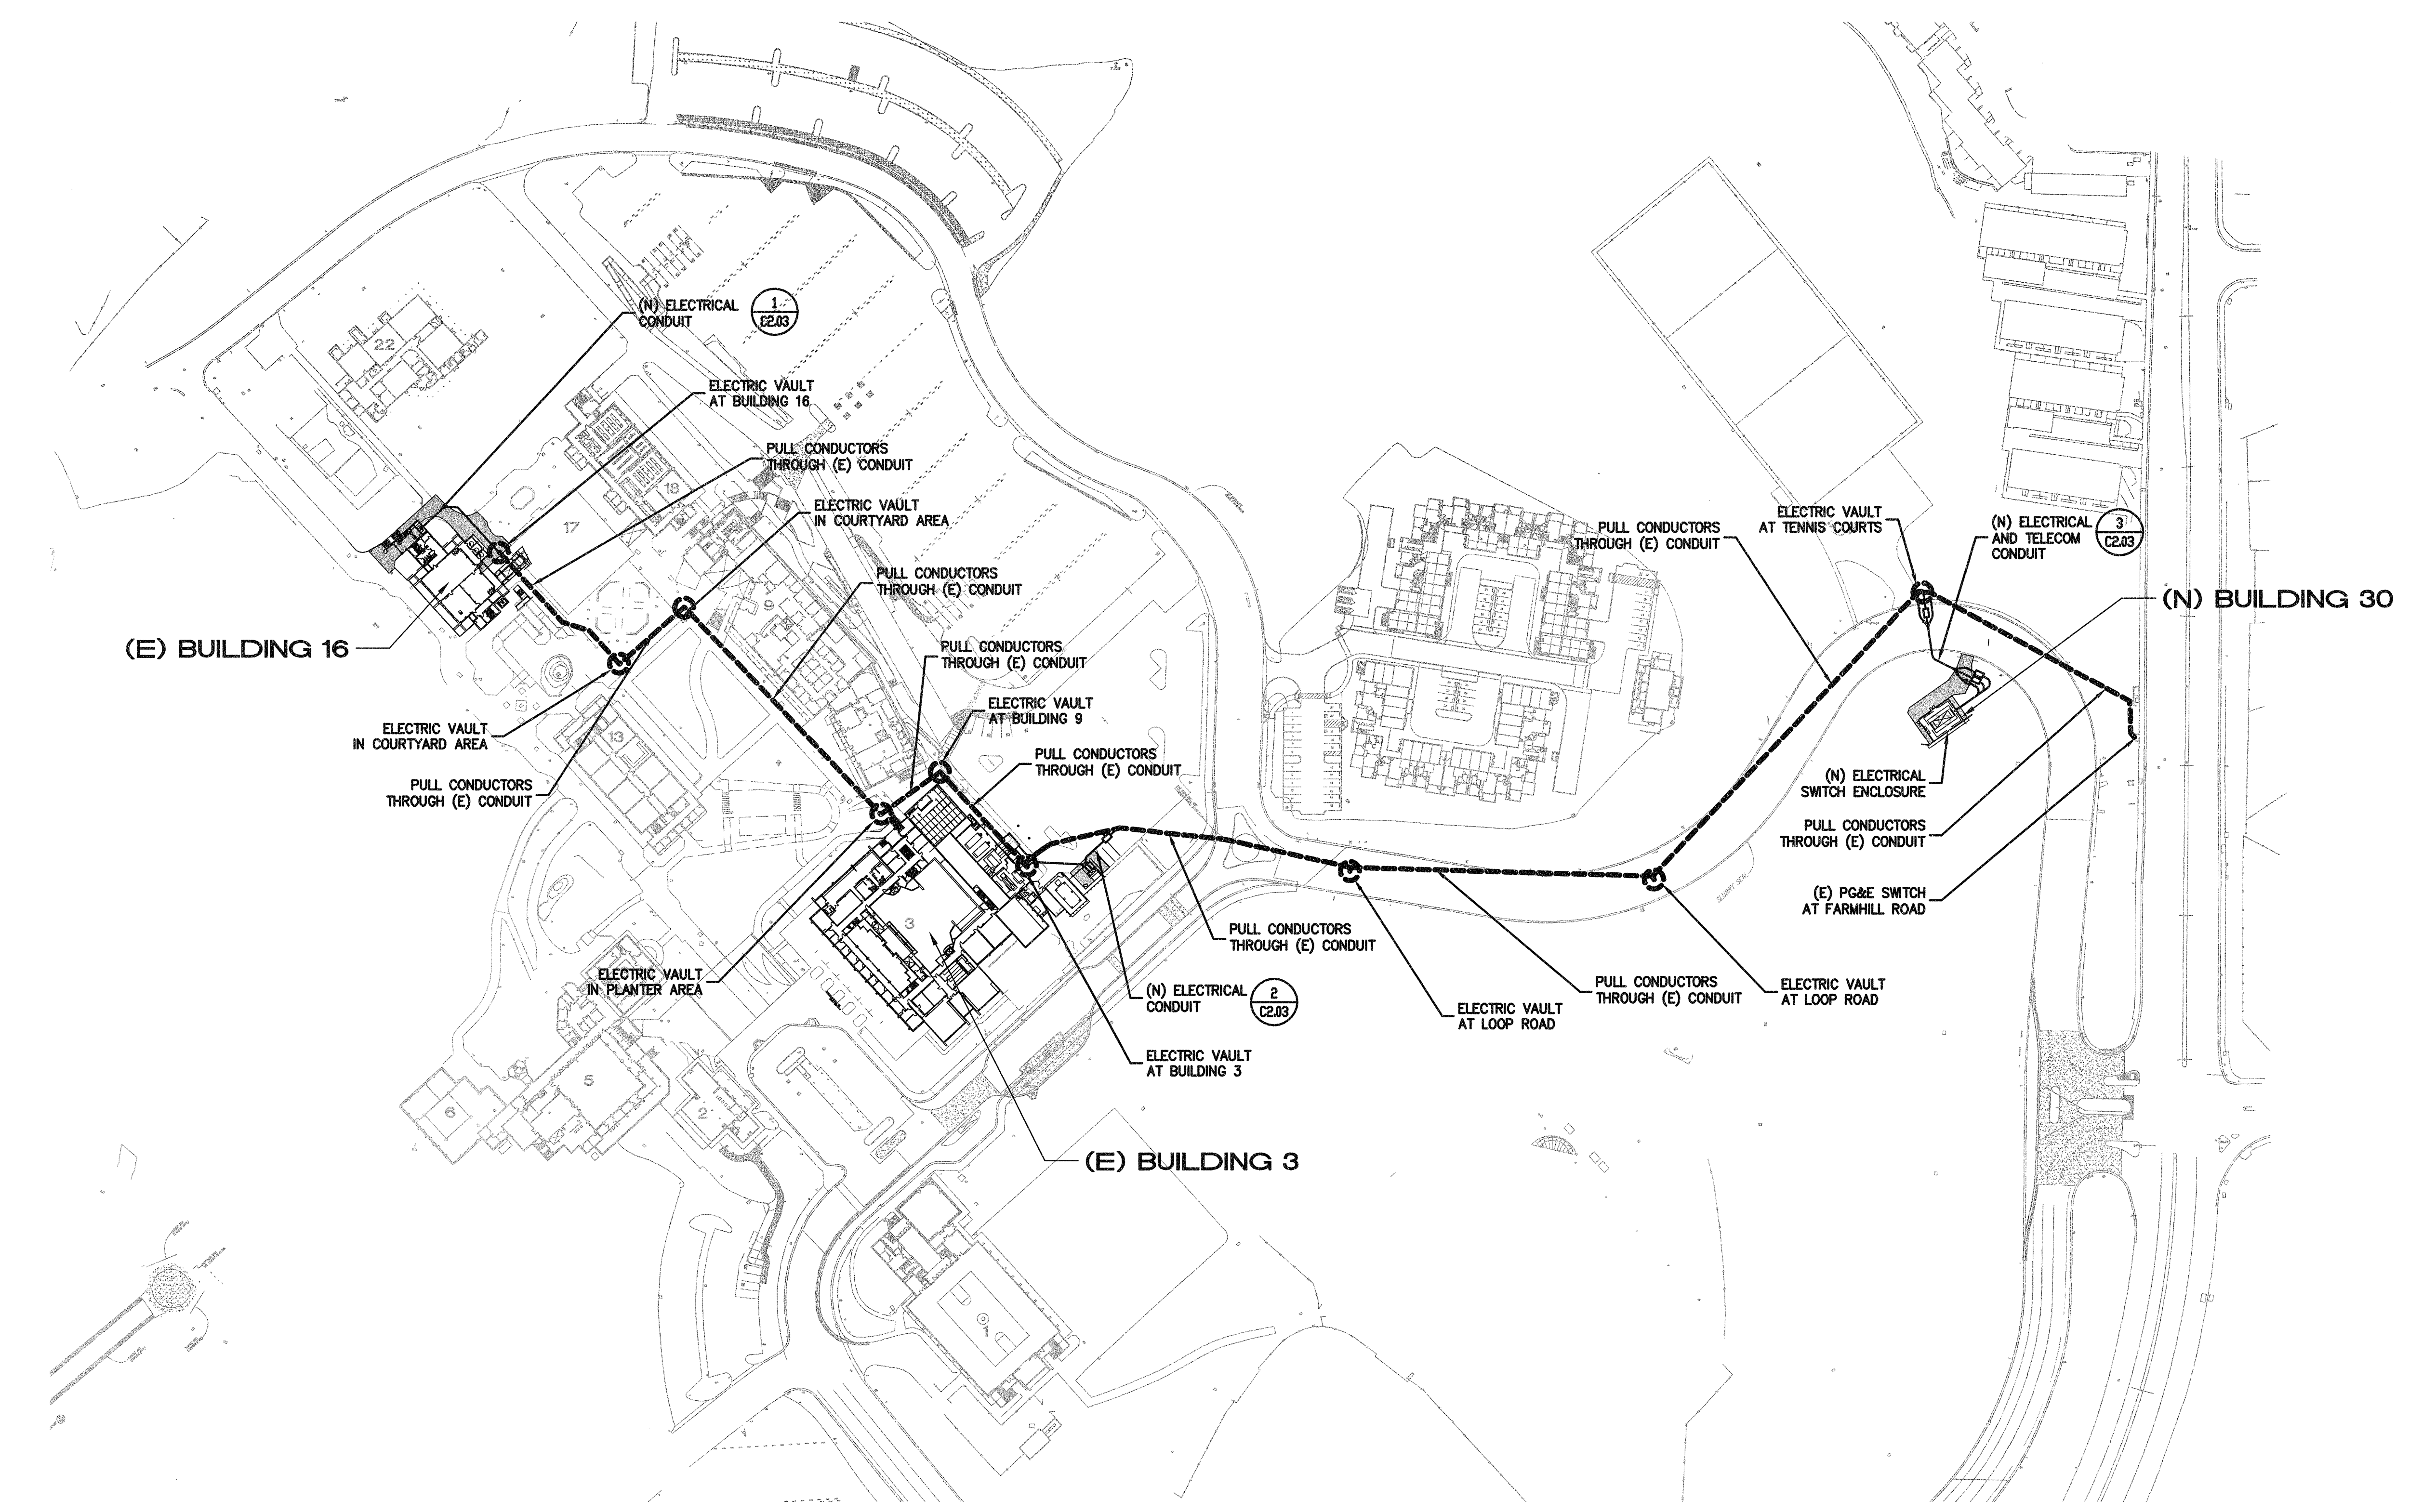 (N) ELECTRICAL
CONDUIT
1
C2.03
22
ELECTRIC VAULT
AT BUILDING 16
PULL CONDUCTORS
THROUGH (E) CONDUIT
18
17
ELECTRIC VAULT
IN COURTYARD AREA
PULL CONDUCTORS
THROUGH (E) CONDUIT
ELECTRIC VAULT
AT TENNIS COURTS
(N) ELECTRICAL
AND TELECOM
CONDUIT
3
C2.03
PULL CONDUCTORS
THROUGH (E) CONDUIT
9
(N) BUILDING 30
(E) BUILDING 16
PULL CONDUCTORS
THROUGH (E) CONDUIT
ELECTRIC VAULT
AT BUILDING 9
ELECTRIC VAULT
IN COURTYARD AREA
13
PULL CONDUCTORS
THROUGH (E) CONDUIT
PULL CONDUCTORS
THROUGH (E) CONDUIT
(N) ELECTRICAL
SWITCH ENCLOSURE
PULL CONDUCTORS
THROUGH (E) CONDUIT
(E) PG&E SWITCH
AT FARMHILL ROAD
3
PULL CONDUCTORS
THROUGH (E) CONDUIT
ELECTRIC VAULT
IN PLANTER AREA
(N) ELECTRICAL
CONDUIT
2
C2.03
ELECTRIC VAULT
AT LOOP ROAD
PULL CONDUCTORS
THROUGH (E) CONDUIT
ELECTRIC VAULT
AT LOOP ROAD
ELECTRIC VAULT
AT BUILDING 3
5
6
2
(E) BUILDING 3
1